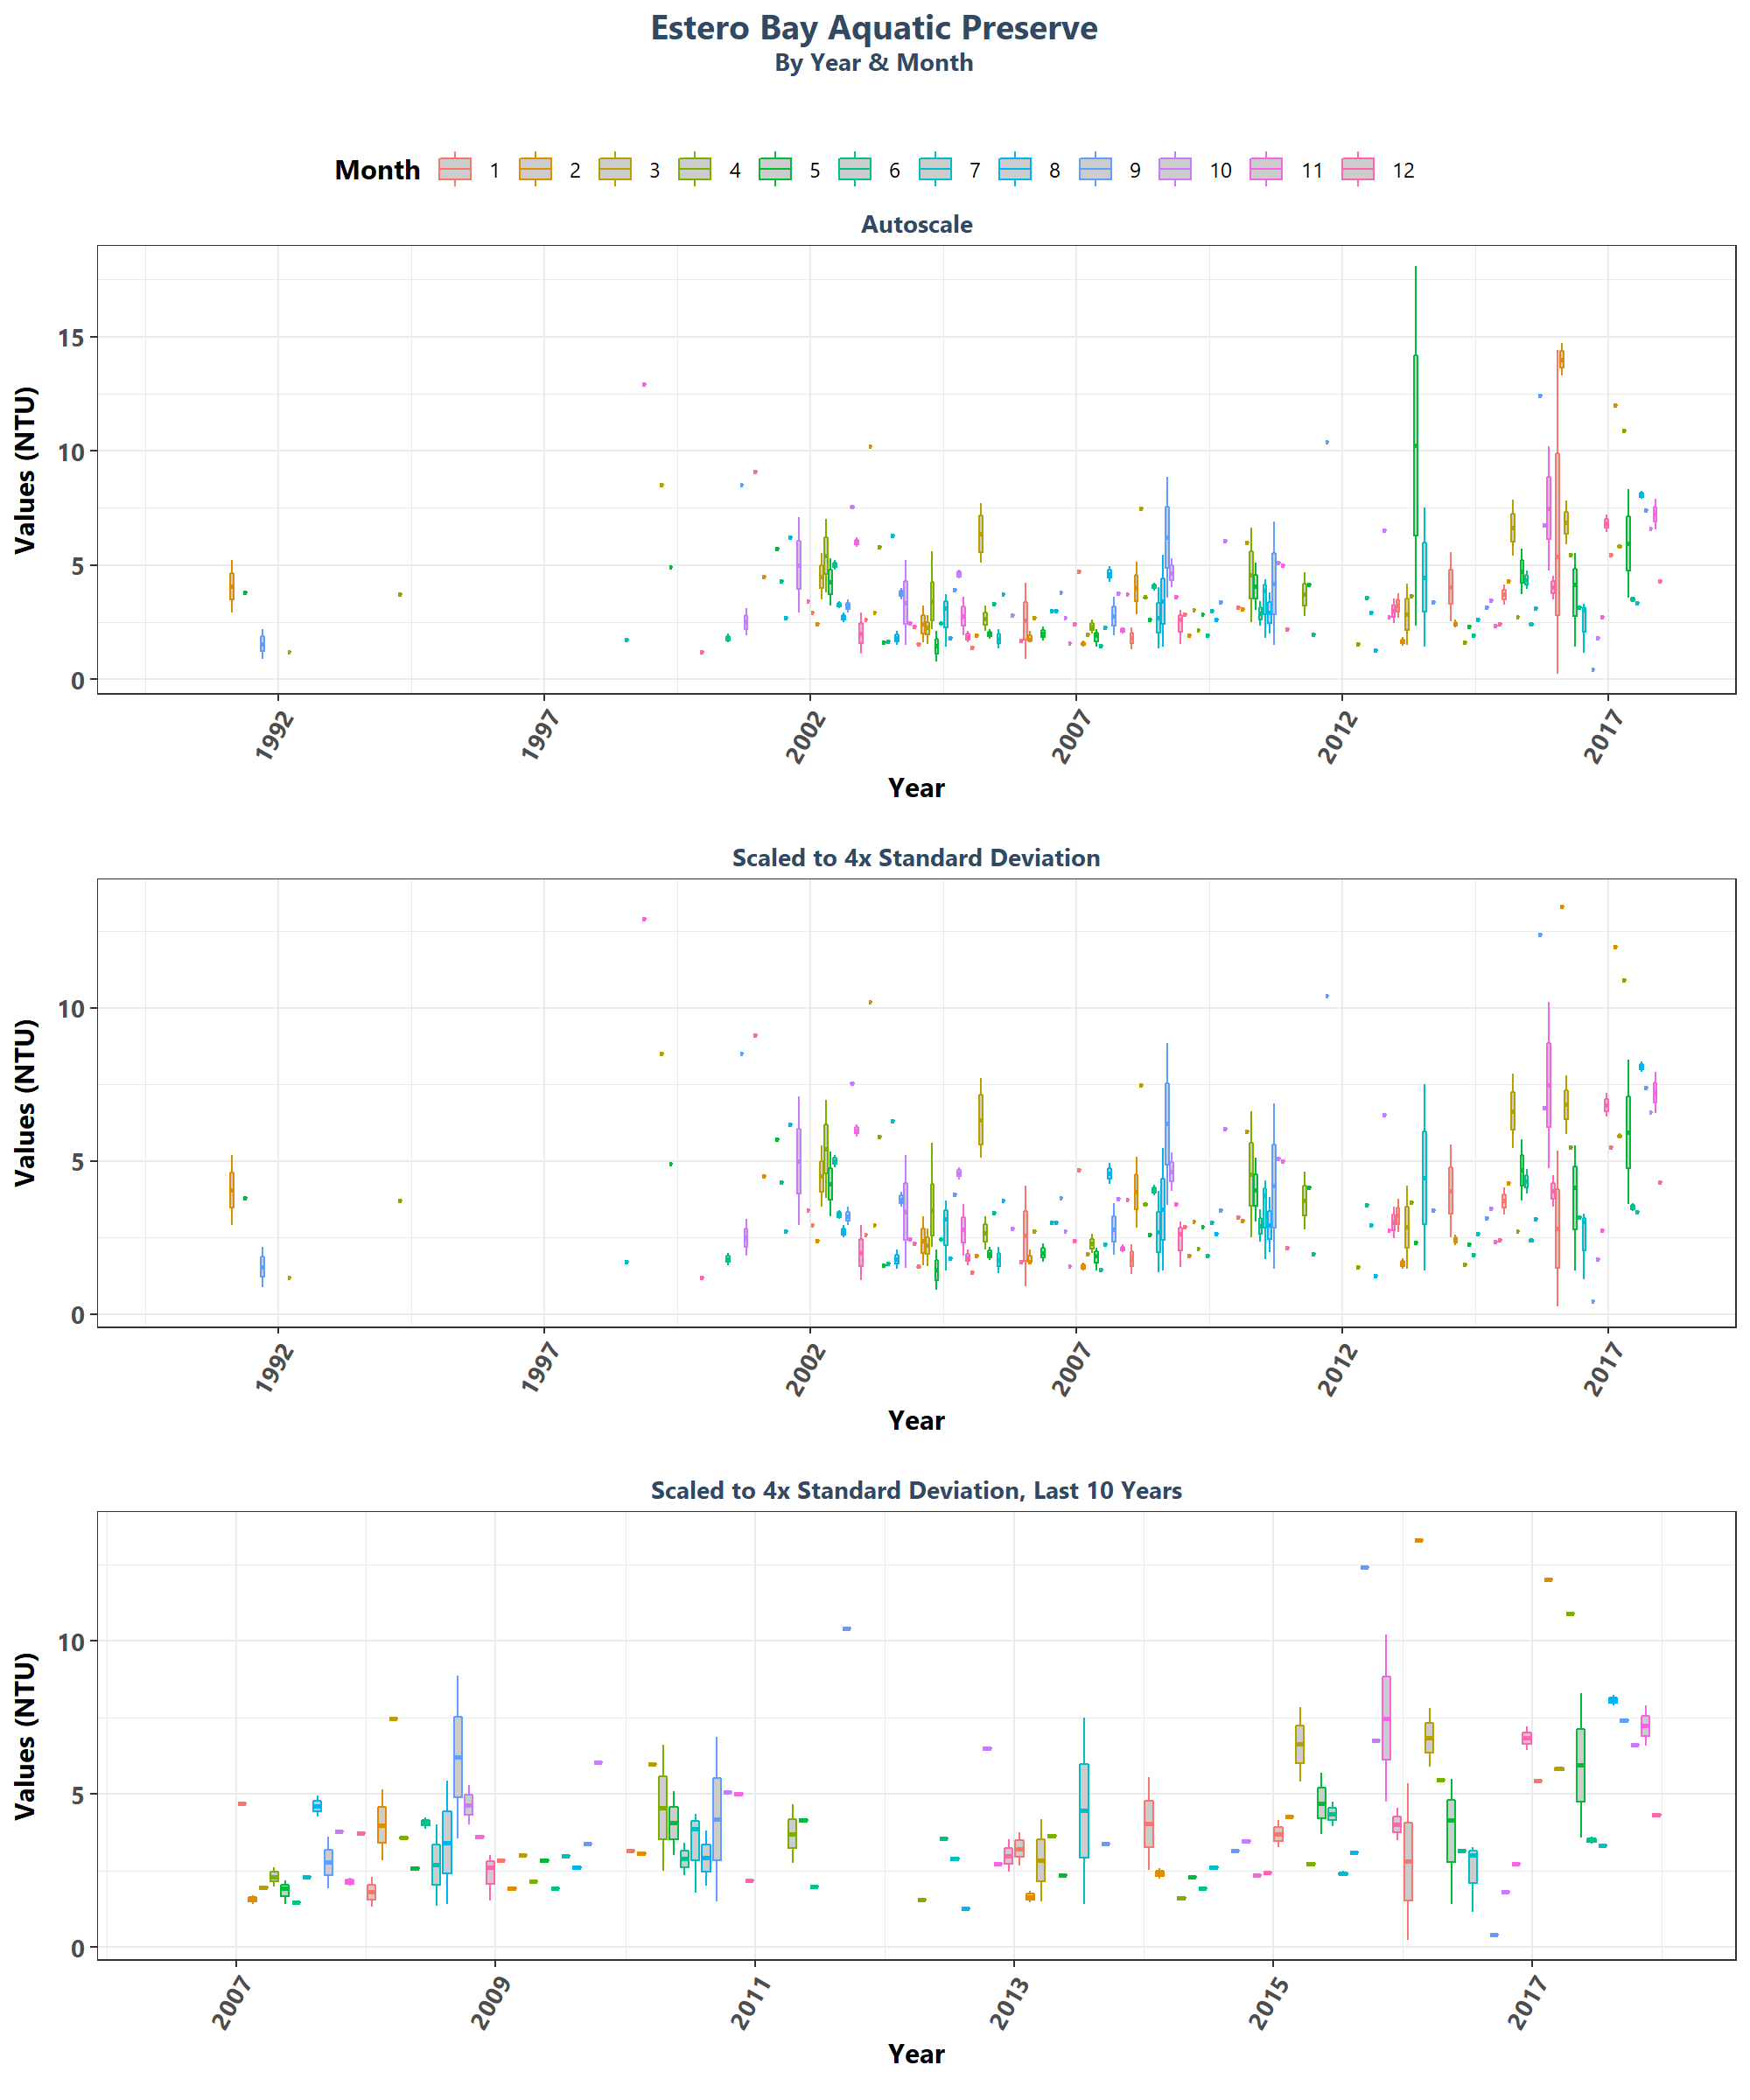 Estero Bay Aquatic Preserve
By Year & Month
Month 1 2 3 4 5 6 7 8 9 10 11 12
Autoscale
Values (NTU)
15
10
5
0
1992 1997 2002 2007 2012 2017
Year
Scaled to 4x Standard Deviation
Values (NTU)
10
5
0
1992 1997 2002 2007 2012 2017
Year
Scaled to 4x Standard Deviation, Last 10 Years
Values (NTU)
10
5
0
2007 2009 2011 2013 2015 2017
Year